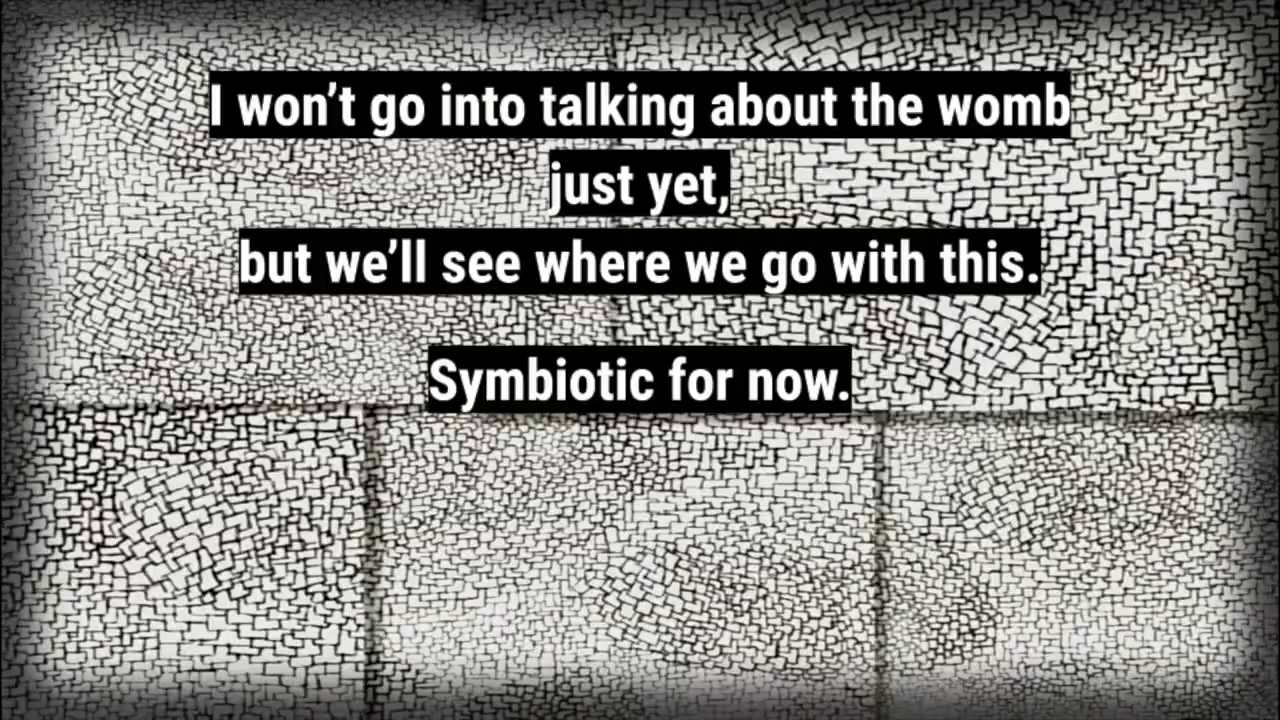 I won’t go into talking about the womb
just yet,
but we’ll see where we go with this.
Symbiotic for now.